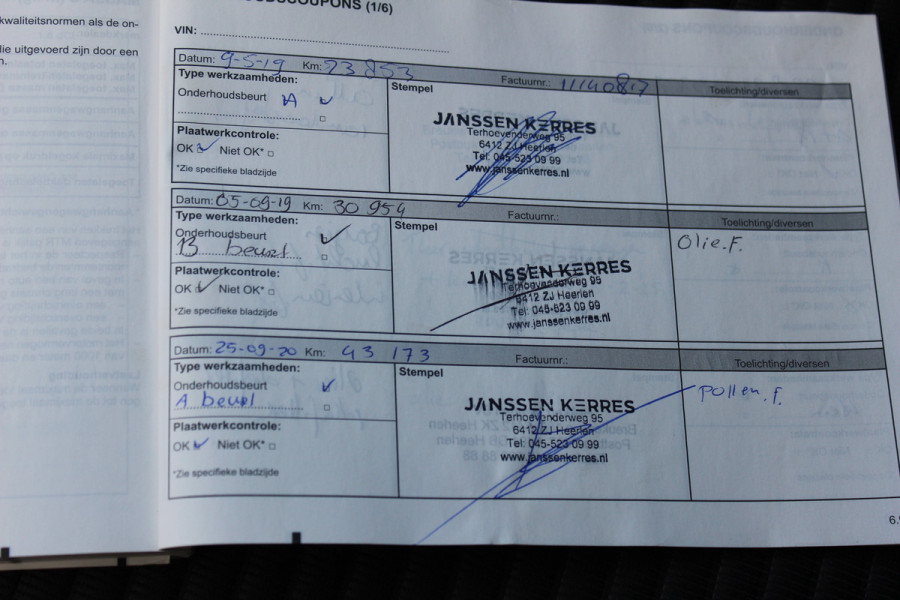 kwaliteitsnormen als de on-
die uitgevoerd zijn door een
n.
(1/6)
VIN:
Datum: 9-5-19 Km: 23 853 Factuurnr.: 11140817
Type werkzaamheden:
Stempel
Toelichting/diversen
Onderhoudsbeurt A
Plaatwerkcontrole:
OK Niet OK*
*Zie specifieke bladzijde
JANSSEN KERRES
Terhoevenderweg 95
6412 ZJ Heerlen
Tel: 045-523 09 99
www.janssenkerres.nl
Datum: 05-09-19 Km: 30 954 Factuurnr.:
Type werkzaamheden:
Stempel
Toelichting/diversen
Onderhoudsbeurt
B beurt
Plaatwerkcontrole:
OK Niet OK*
*Zie specifieke bladzijde
JANSSEN KERRES
Terhoevenderweg 95
6412 ZJ Heerlen
Tel: 045-523 09 99
www.janssenkerres.nl
Olie.F.
Datum: 25-09-20 Km: 43 173 Factuurnr.:
Type werkzaamheden:
Stempel
Toelichting/diversen
Onderhoudsbeurt
A beurt
Plaatwerkcontrole:
OK Niet OK*
*Zie specifieke bladzijde
JANSSEN KERRES
Terhoevenderweg 95
6412 ZJ Heerlen
Tel: 045-523 09 99
www.janssenkerres.nl
pollen.f.